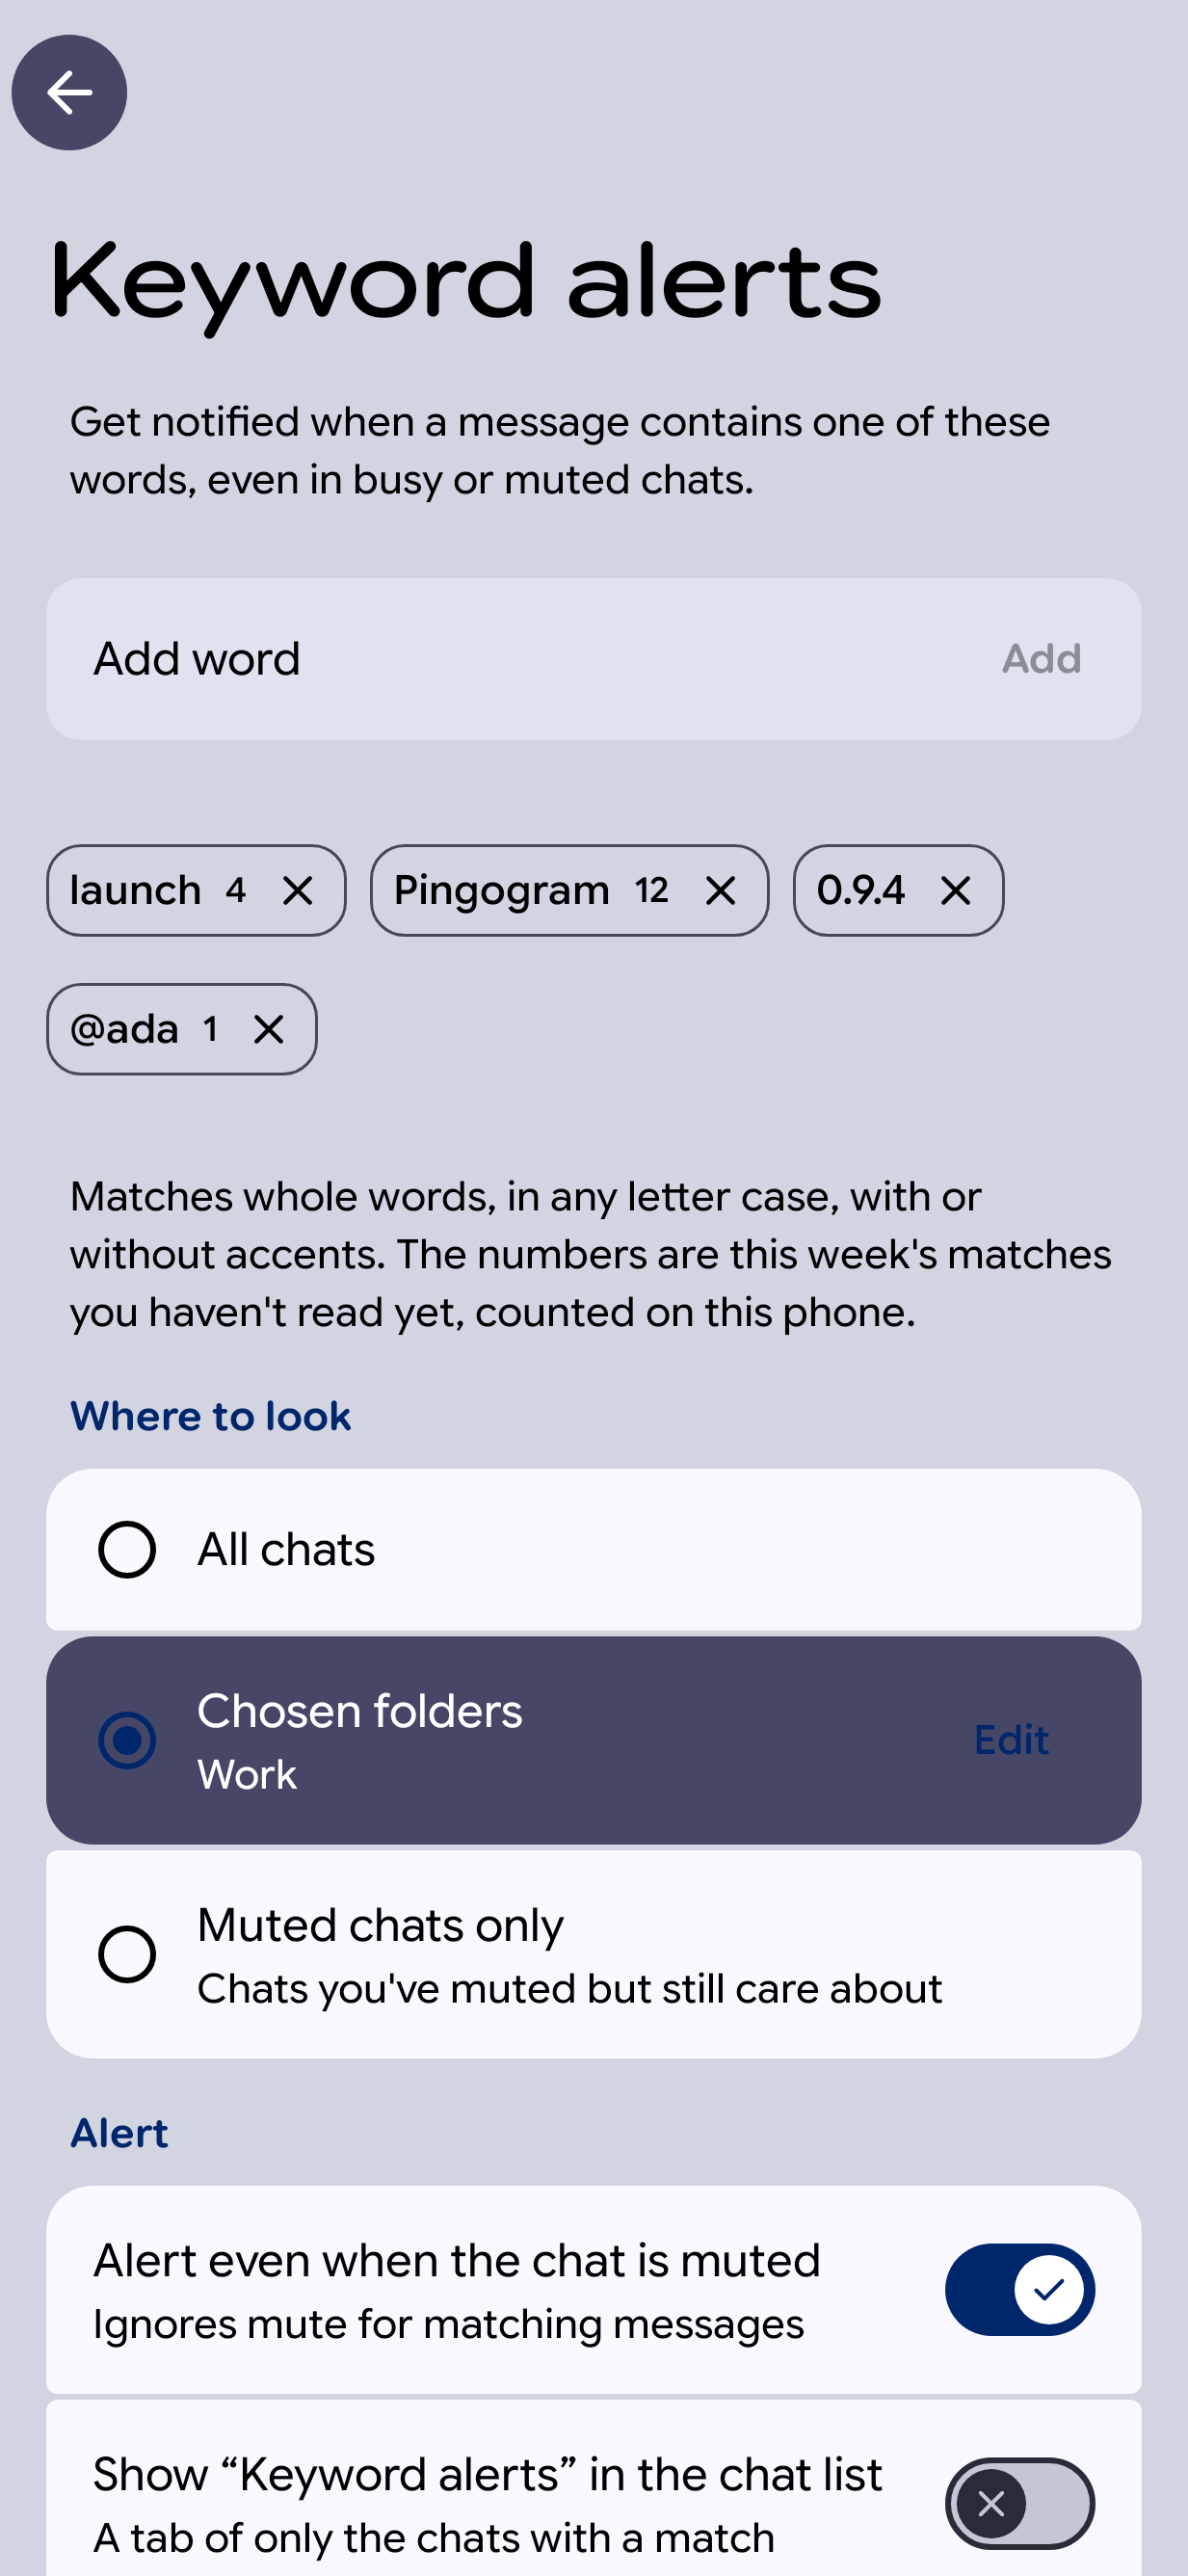 Keyword alerts
Get notified when a message contains one of these
words, even in busy or muted chats.
Add word Add
launch 4 Pingogram 12 0.9.4
@ada 1
Matches whole words, in any letter case, with or
without accents. The numbers are this week's matches
you haven't read yet, counted on this phone.
Where to look
All chats
Chosen folders
Work
Edit
Muted chats only
Chats you've muted but still care about
Alert
Alert even when the chat is muted
Ignores mute for matching messages
Show “Keyword alerts” in the chat list
A tab of only the chats with a match